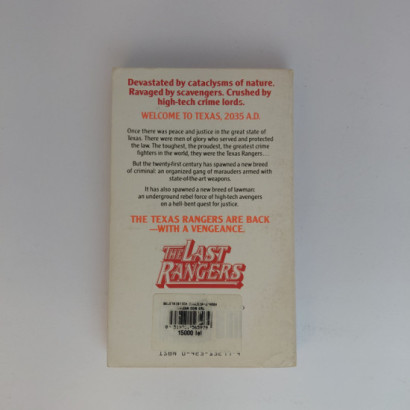 Devastated by cataclysms of nature.
Ravaged by scavengers. Crushed by
high-tech crime lords.
WELCOME TO TEXAS, 2035 A.D.
Once there was peace and justice in the great state of
Texas. There were men of glory who served and protected
the law. The toughest, the proudest, the greatest crime
fighters in the world, they were the Texas Rangers...
But the twenty-first century has spawned a new breed
of criminal: an organized gang of marauders armed with
state-of-the-art weapons.
It has also spawned a new breed of lawman:
an underground rebel force of high-tech avengers
on a hell-bent quest for justice.
THE TEXAS RANGERS ARE BACK
—WITH A VENGEANCE.
THE LAST
RANGERS
15000 lei
ISBN